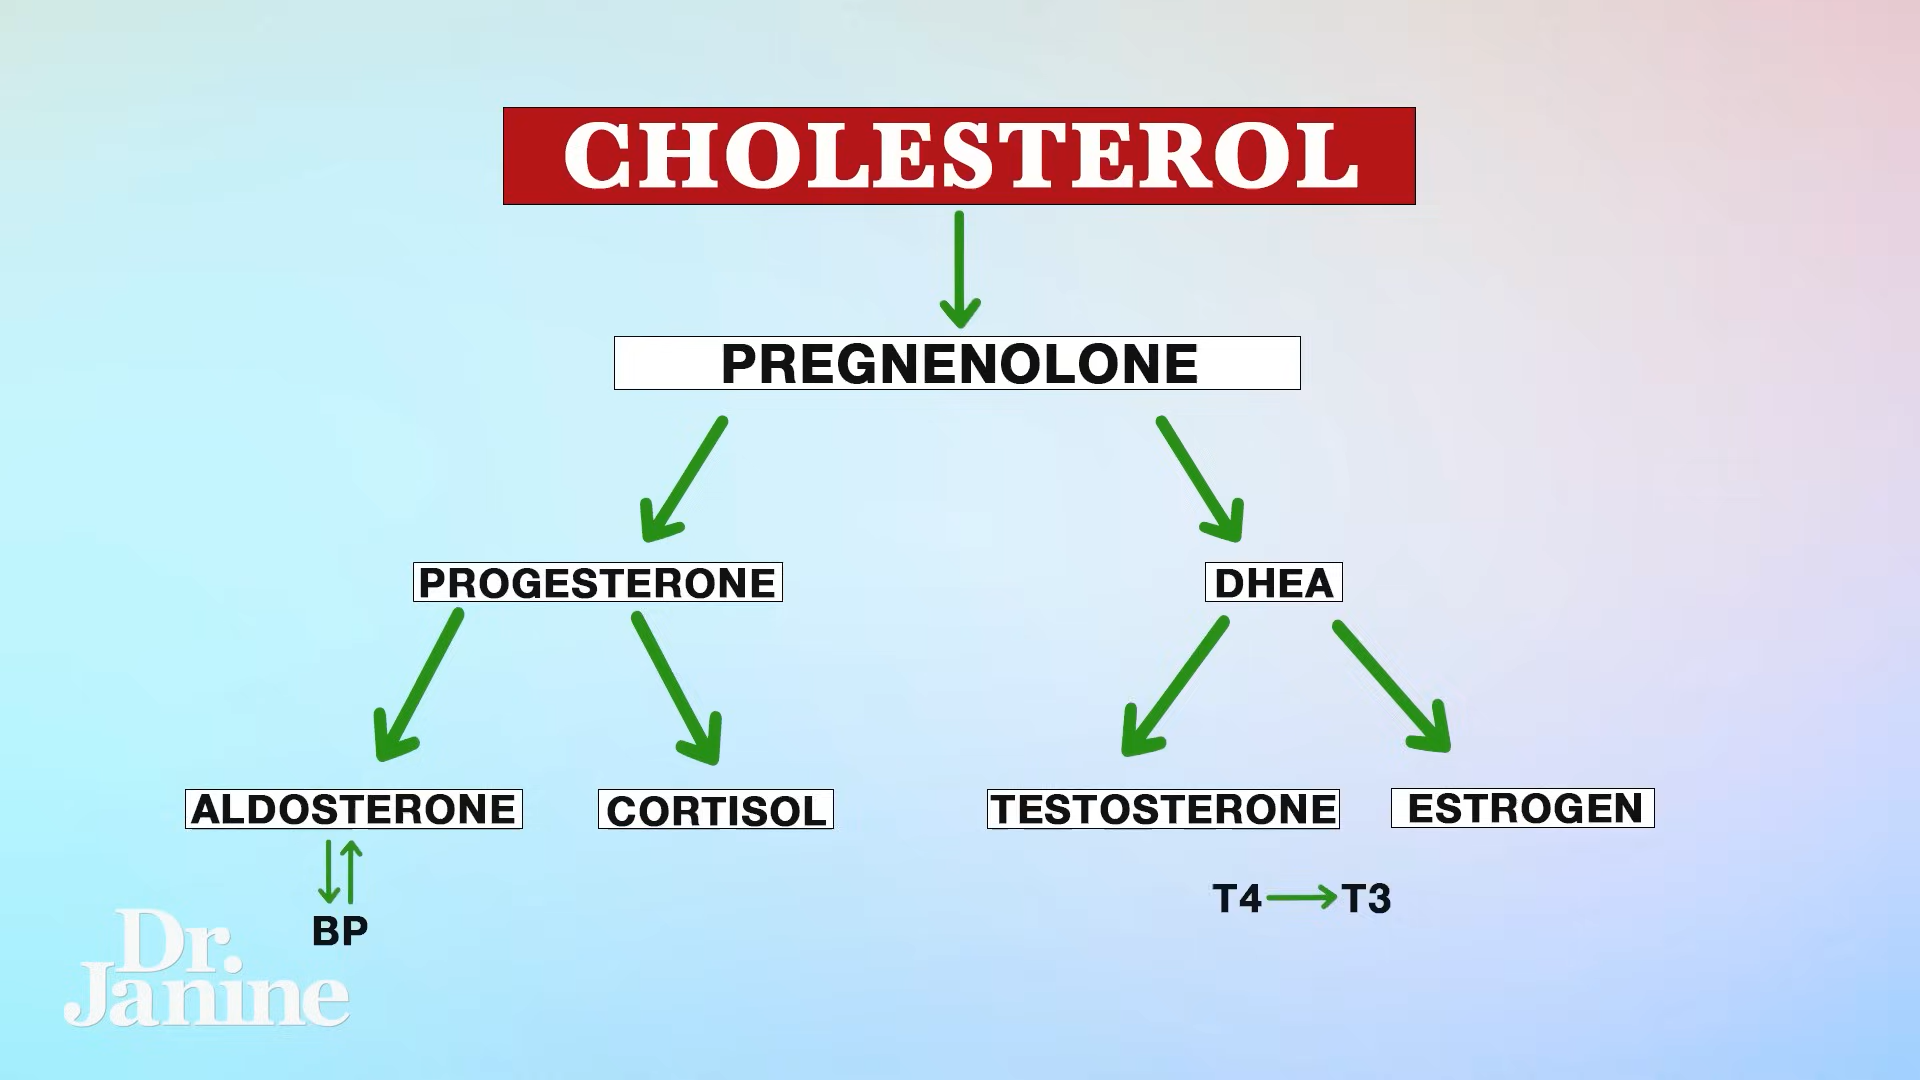 CHOLESTEROL
PREGNENOLONE
PROGESTERONE
DHEA
ALDOSTERONE
CORTISOL
TESTOSTERONE
ESTROGEN
BP
T4 T3
Dr.
Janine